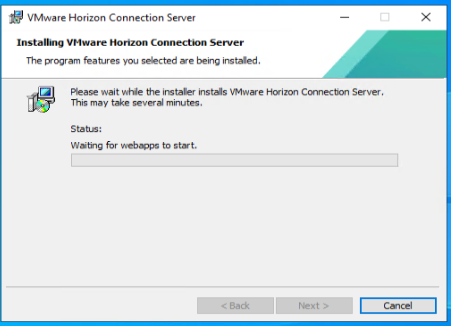 VMware Horizon Connection Server
Installing VMware Horizon Connection Server
The program features you selected are being installed.
Please wait while the installer installs VMware Horizon Connection Server.
This may take several minutes.
Status:
Waiting for webapps to start.
< Back
Next >
Cancel